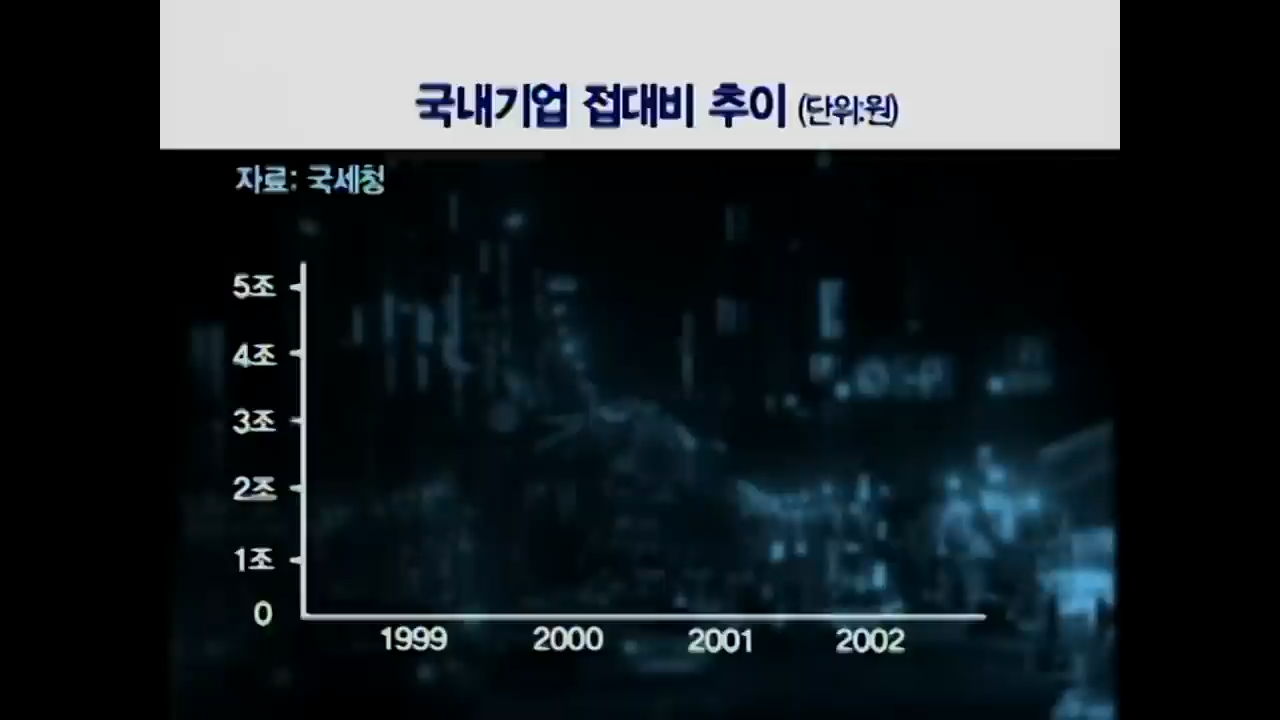 국내기업 접대비 추이 (단위:원)
자료: 국세청
5조
4조
3조
2조
1조
0
1999 2000 2001 2002